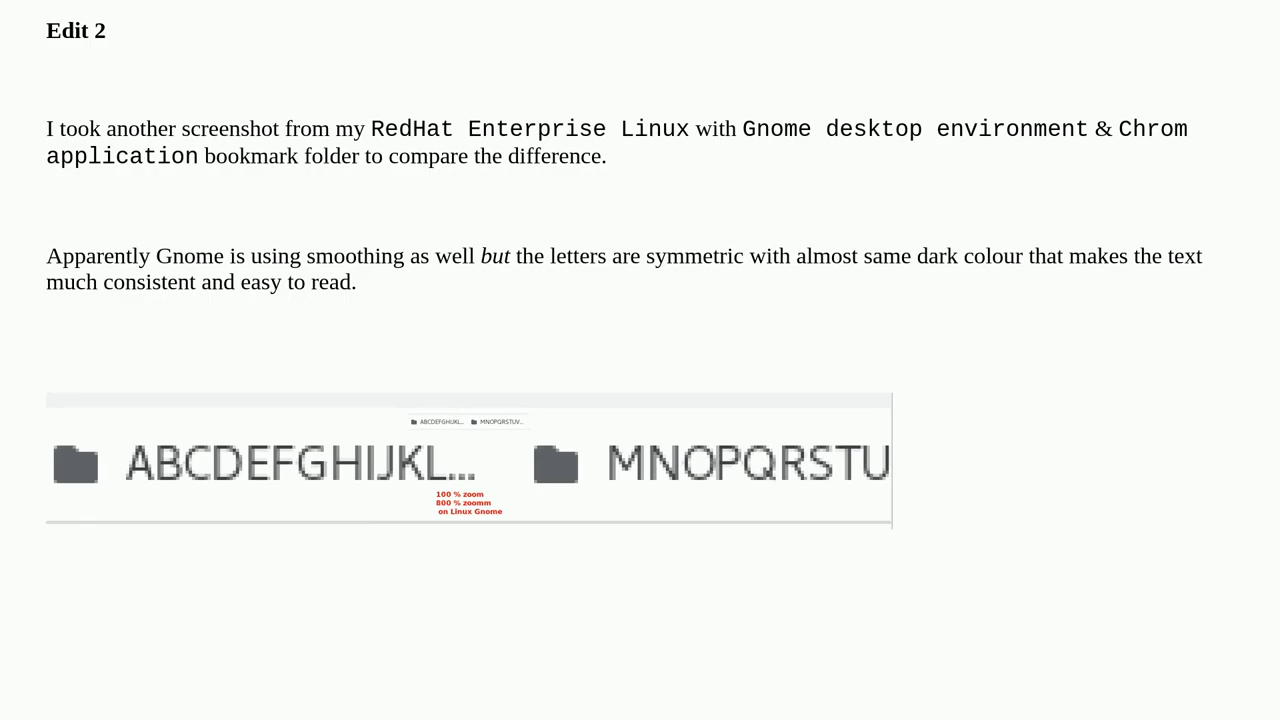 Edit 2
I took another screenshot from my RedHat Enterprise Linux with Gnome desktop environment & Chrom
application bookmark folder to compare the difference.
Apparently Gnome is using smoothing as well but the letters are symmetric with almost same dark colour that makes the text
much consistent and easy to read.
ABCDEFGHIJKL... MNOPQRSTUV...
ABCDEFGHIJKL... MNOPQRSTU
100 % zoom
800 % zoomm
on Linux Gnome